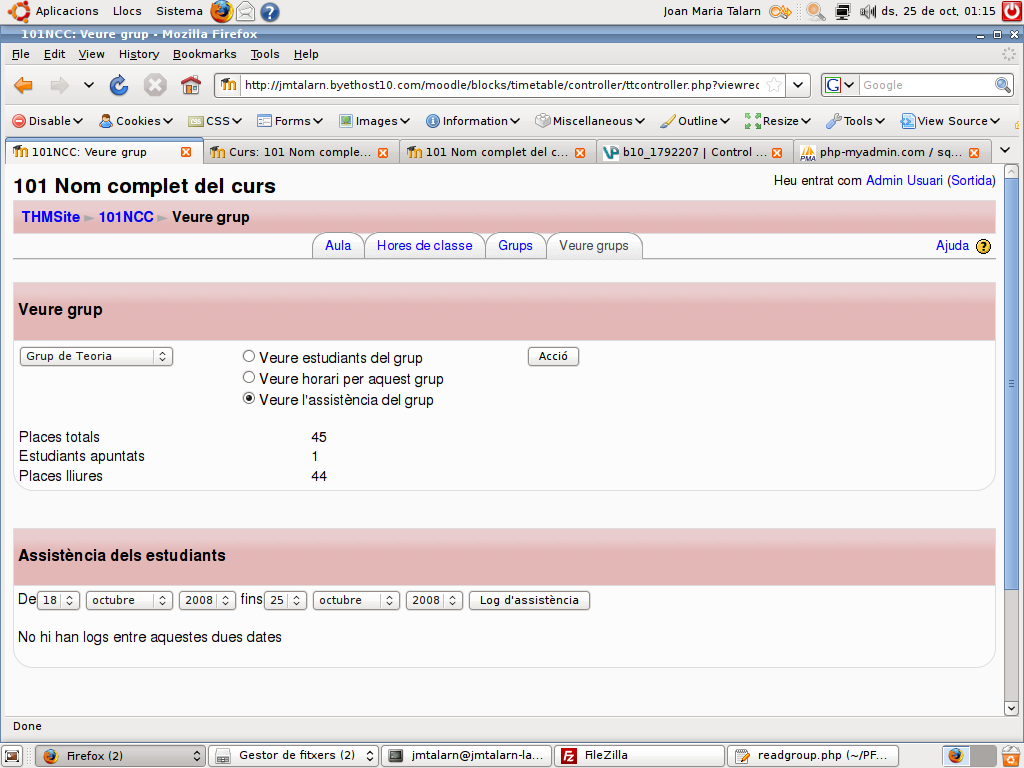 Aplicacions Llocs Sistema Joan Maria Talarn ds, 25 de oct, 01:15
101NCC: Veure grup - Mozilla Firefox
File Edit View History Bookmarks Tools Help
http://jmtalarn.byethost10.com/moodle/blocks/timetable/controller/ttcontroller.php?viewrec Google
Disable Cookies CSS Forms Images Information Miscellaneous Outline Resize Tools View Source
101NCC: Veure grup Curs: 101 Nom comple... 101 Nom complet del c... b10_1792207 | Control ... php-myadmin.com / sq...
101 Nom complet del curs
Heu entrat com Admin Usuari (Sortida)
THMSite ► 101NCC ► Veure grup
Aula Hores de classe Grups Veure grups Ajuda ?
Veure grup
Grup de Teoria Veure estudiants del grup Acció
Veure horari per aquest grup
Veure l'assistència del grup
Places totals 45
Estudiants apuntats 1
Places lliures 44
Assistència dels estudiants
De 18 octubre 2008 fins 25 octubre 2008 Log d'assistència
No hi han logs entre aquestes dues dates
Done
Firefox (2) Gestor de fitxers (2) jmtalarn@jmtalarn-la... FileZilla readgroup.php (~/PF...